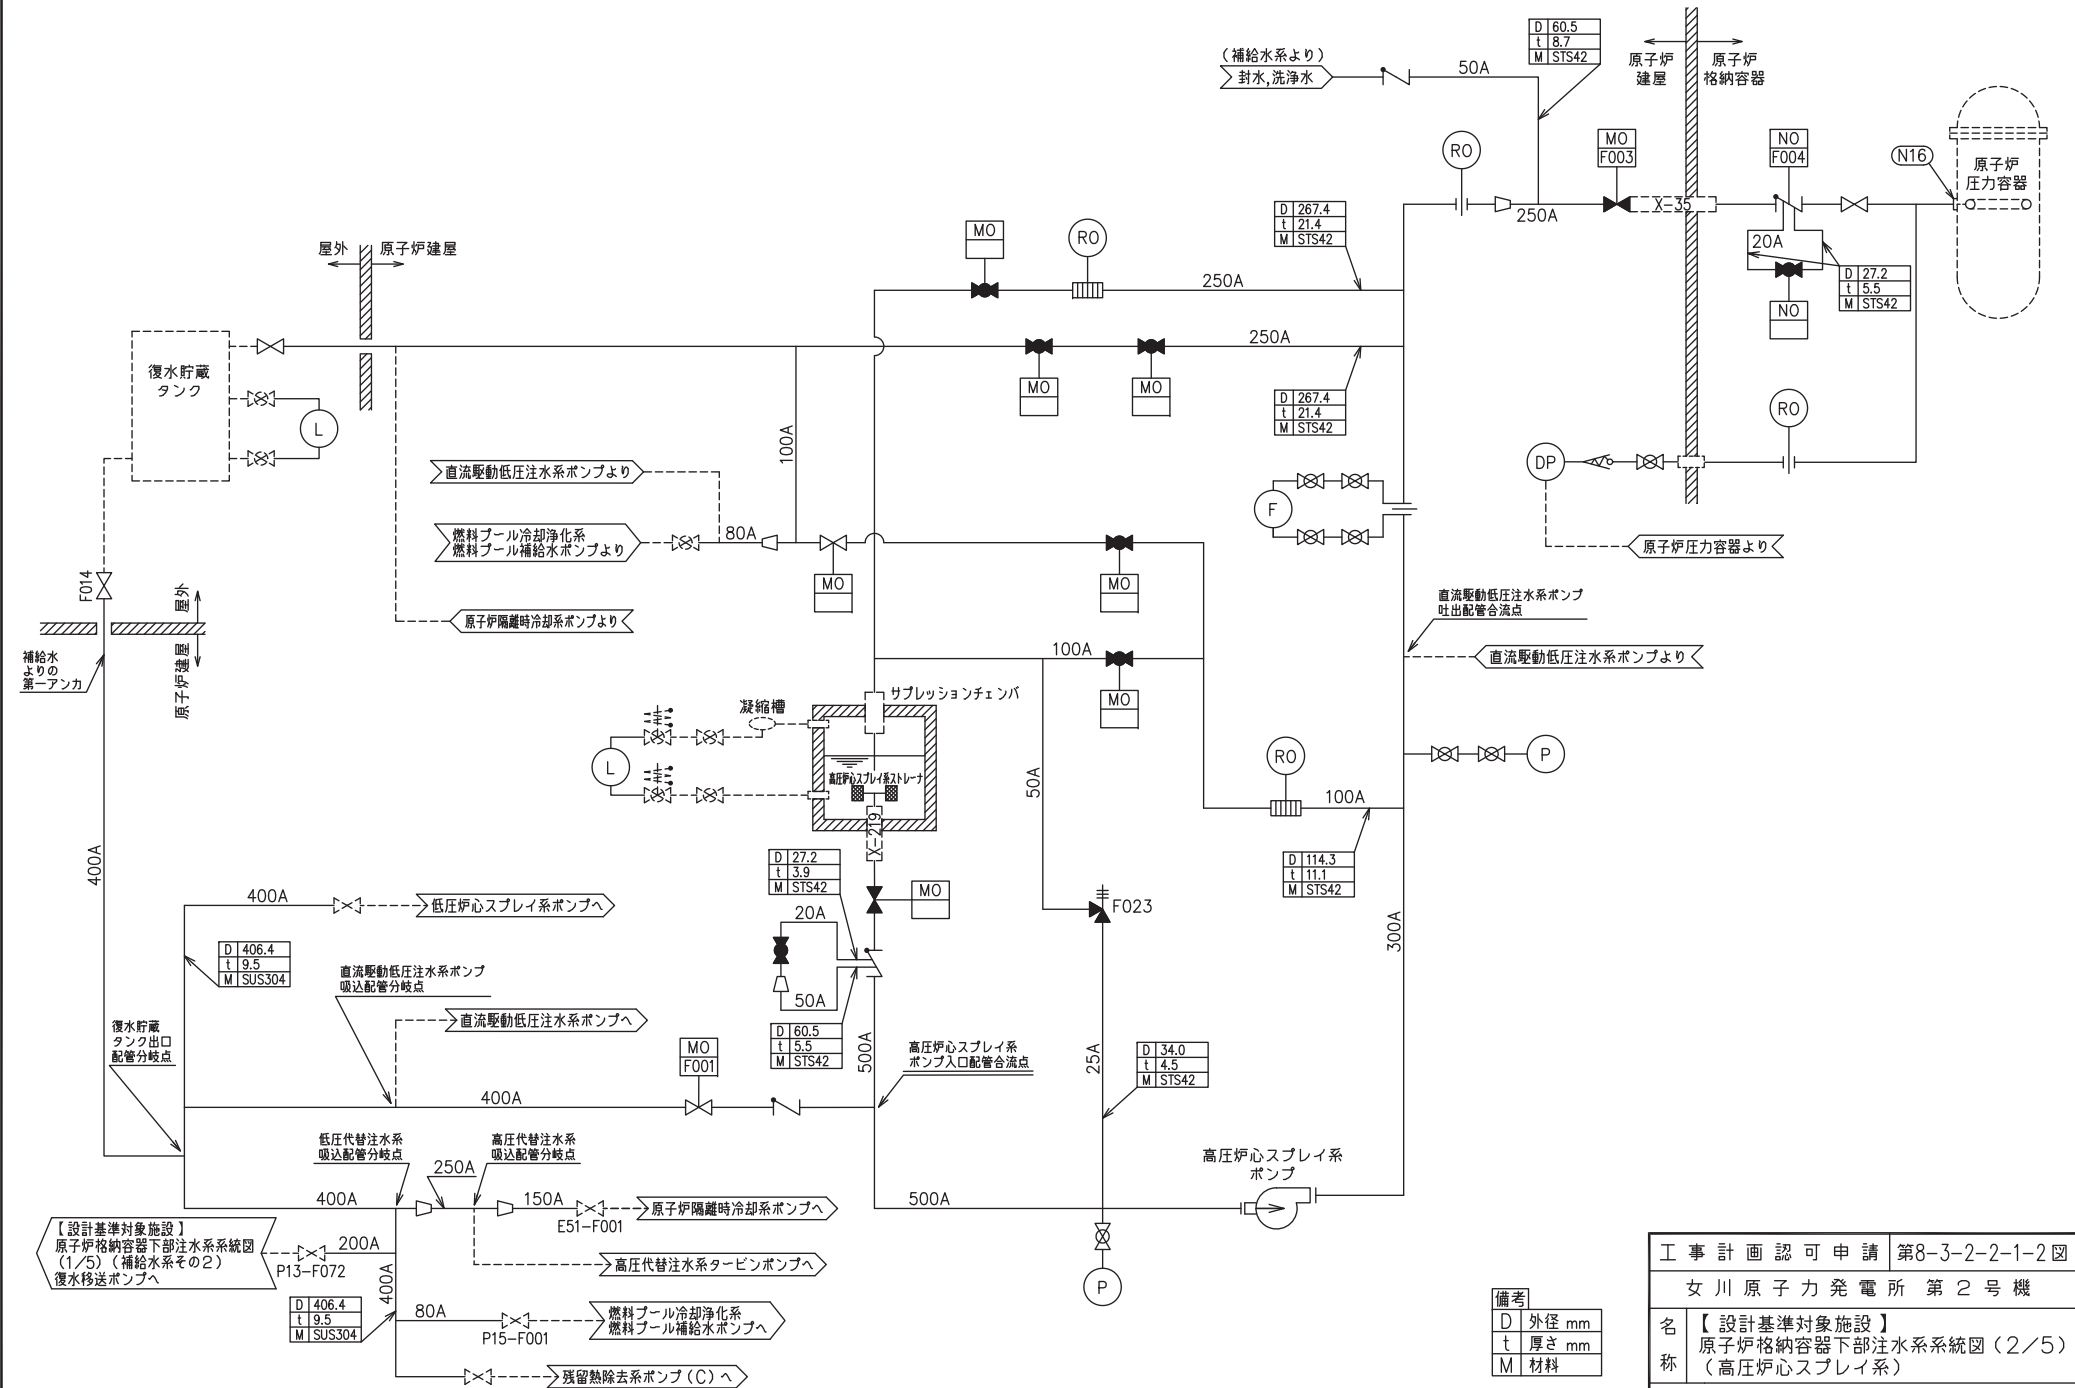 (補給水系より)
封水,洗浄水
50A
D 60.5
t 8.7
M STS42
原子炉
建屋
原子炉
格納容器
RO
MO
F003
250A
X-35
NO
F004
N16
原子炉
圧力容器
20A
D 27.2
t 5.5
M STS42
NO
RO
DP
原子炉圧力容器より
屋外
原子炉建屋
MO
RO
250A
D 267.4
t 21.4
M STS42
復水貯蔵
タンク
L
MO
MO
250A
D 267.4
t 21.4
M STS42
100A
直流駆動低圧注水系ポンプより
燃料プール冷却浄化系
燃料プール補給水ポンプより
80A
MO
MO
原子炉隔離時冷却系ポンプより
F
F014
屋外
原子炉建屋
補給水
よりの
第一アンカ
直流駆動低圧注水系ポンプ
吐出配管合流点
直流駆動低圧注水系ポンプより
100A
MO
サプレッションチェンバ
凝縮槽
L
高圧炉心スプレイ系ストレーナ
X-219
50A
RO
100A
P
D 114.3
t 11.1
M STS42
300A
400A
400A
低圧炉心スプレイ系ポンプへ
D 406.4
t 9.5
M SUS304
D 27.2
t 3.9
M STS42
MO
20A
50A
D 60.5
t 5.5
M STS42
500A
F023
25A
D 34.0
t 4.5
M STS42
直流駆動低圧注水系ポンプ
吸込配管分岐点
直流駆動低圧注水系ポンプへ
復水貯蔵
タンク出口
配管分岐点
MO
F001
400A
高圧炉心スプレイ系
ポンプ入口配管合流点
低圧代替注水系
吸込配管分岐点
高圧代替注水系
吸込配管分岐点
250A
400A
150A
E51-F001
原子炉隔離時冷却系ポンプへ
500A
高圧炉心スプレイ系
ポンプ
P
【設計基準対象施設】
原子炉格納容器下部注水系系統図
(1/5)(補給水系その2)
復水移送ポンプへ
200A
P13-F072
高圧代替注水系タービンポンプへ
400A
D 406.4
t 9.5
M SUS304
80A
P15-F001
燃料プール冷却浄化系
燃料プール補給水ポンプへ
残留熱除去系ポンプ(C)へ
備考
D 外径 mm
t 厚さ mm
M 材料
工事計画認可申請 第8-3-2-2-1-2図
女川原子力発電所 第2号機
名称
【設計基準対象施設】
原子炉格納容器下部注水系系統図(2/5)
(高圧炉心スプレイ系)